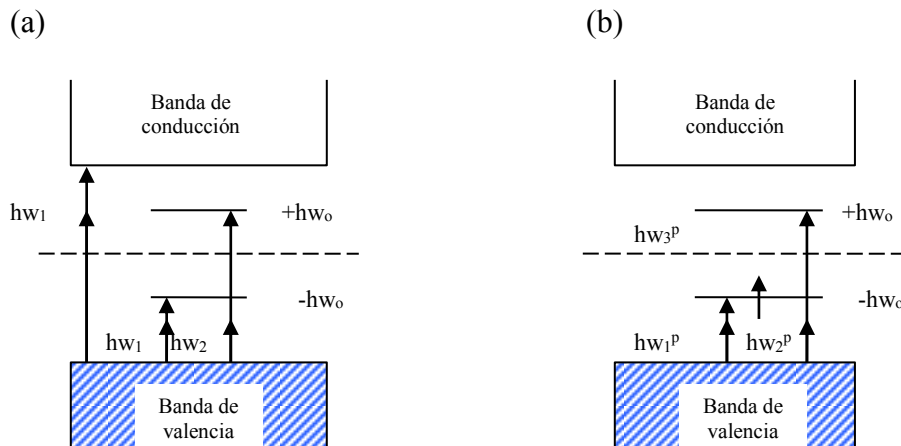 (a)
Banda de
conducción
hw₁
+hwₒ
-hwₒ
hw₁ hw₂
Banda de
valencia
(b)
Banda de
conducción
+hwₒ
hw₃ᵖ
-hwₒ
hw₁ᵖ hw₂ᵖ
Banda de
valencia